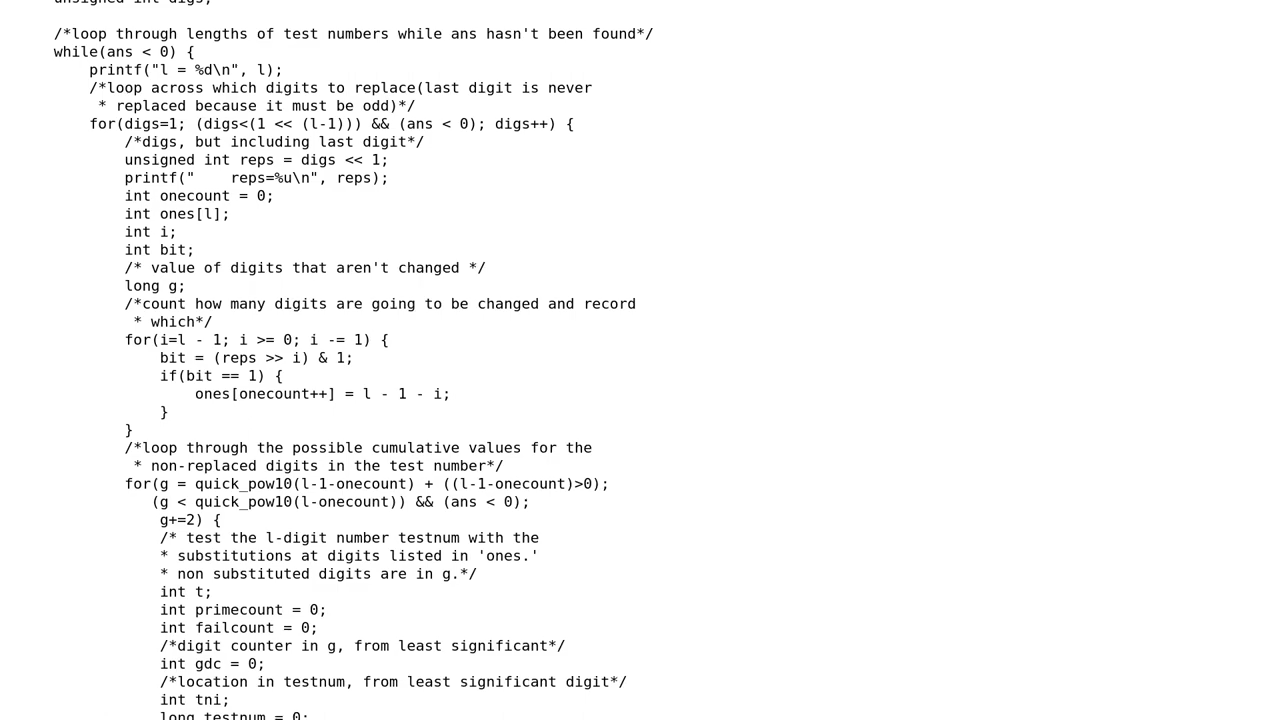 unsigned int digs;
/*loop through lengths of test numbers while ans hasn't been found*/
while(ans < 0) {
printf("l = %d\n", l);
/*loop across which digits to replace(last digit is never
* replaced because it must be odd)*/
for(digs=1; (digs<(1 << (l-1))) && (ans < 0); digs++) {
/*digs, but including last digit*/
unsigned int reps = digs << 1;
printf("    reps=%u\n", reps);
int onecount = 0;
int ones[l];
int i;
int bit;
/* value of digits that aren't changed */
long g;
/*count how many digits are going to be changed and record
* which*/
for(i=l - 1; i >= 0; i -= 1) {
bit = (reps >> i) & 1;
if(bit == 1) {
ones[onecount++] = l - 1 - i;
}
}
/*loop through the possible cumulative values for the
* non-replaced digits in the test number*/
for(g = quick_pow10(l-1-onecount) + ((l-1-onecount)>0);
(g < quick_pow10(l-onecount)) && (ans < 0);
g+=2) {
/* test the l-digit number testnum with the
* substitutions at digits listed in 'ones.'
* non substituted digits are in g.*/
int t;
int primecount = 0;
int failcount = 0;
/*digit counter in g, from least significant*/
int gdc = 0;
/*location in testnum, from least significant digit*/
int tni;
long testnum = 0;